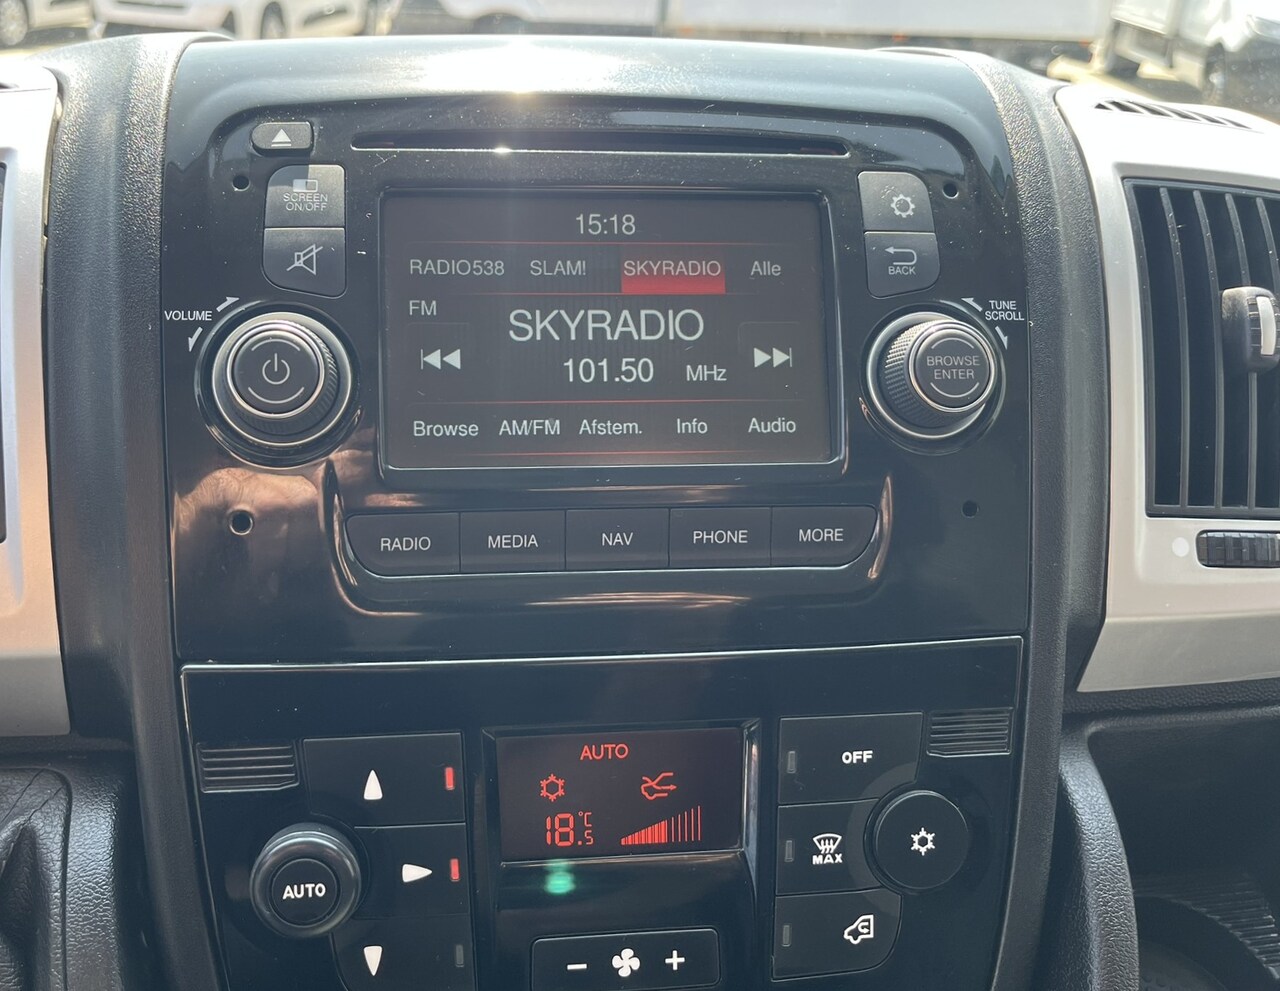 SCREEN
ON/OFF
15:18
RADIO538 SLAM! SKYRADIO Alle
FM
SKYRADIO
101.50 MHz
Browse AM/FM Afstem. Info Audio
BACK
VOLUME
TUNE
SCROLL
BROWSE
ENTER
RADIO MEDIA NAV PHONE MORE
AUTO
18.5 °C
OFF
MAX
AUTO
C
− +